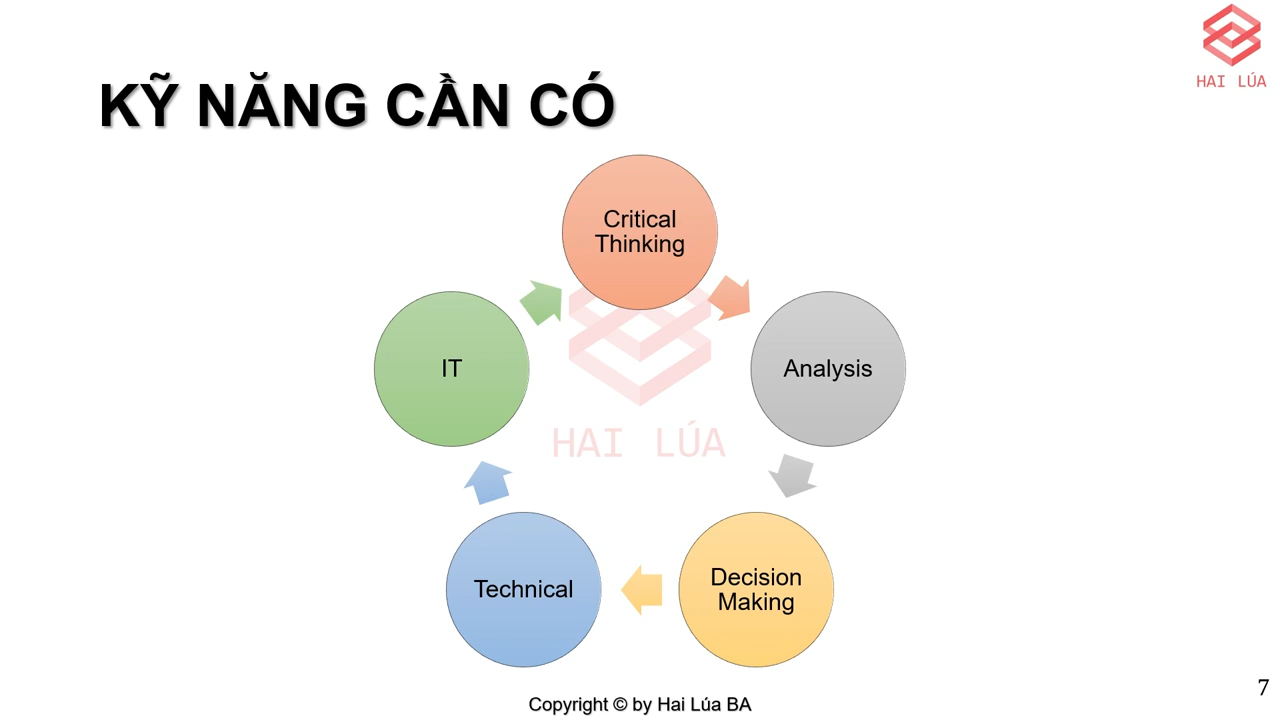 HAI LÚA
KỸ NĂNG CẦN CÓ
Critical
Thinking
IT
Analysis
HAI LÚA
Technical
Decision
Making
Copyright © by Hai Lúa BA
7